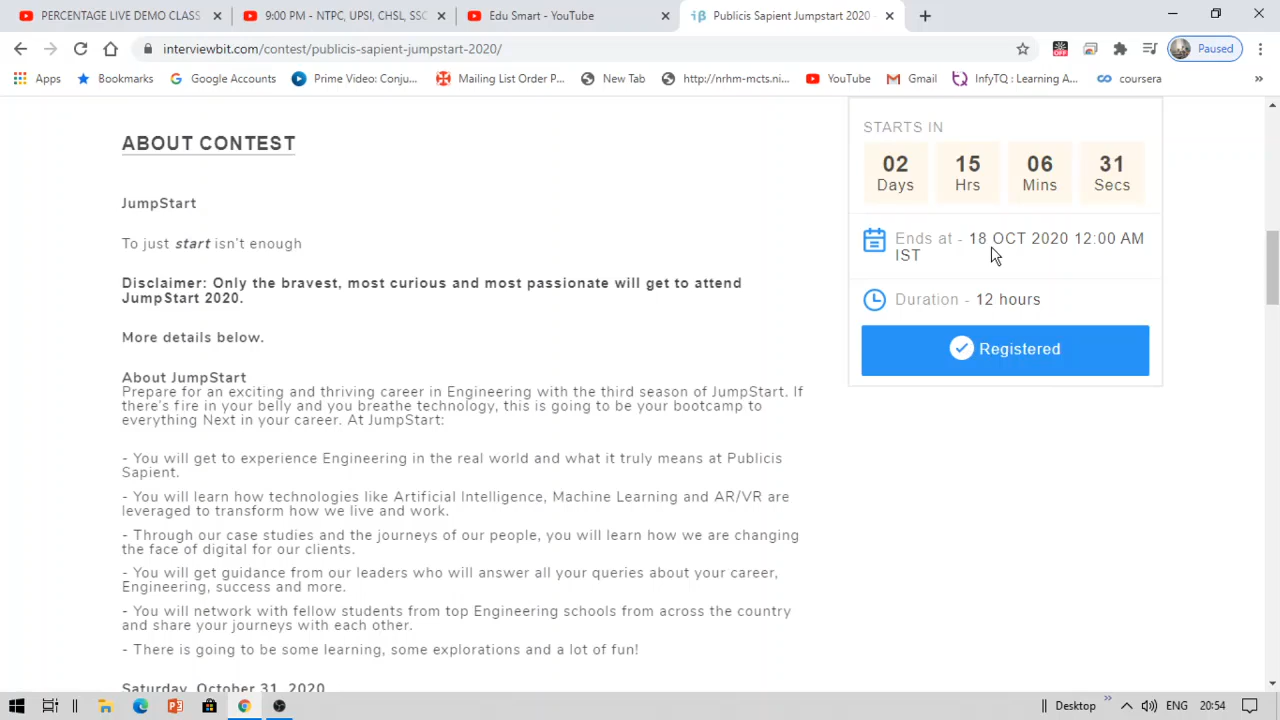 PERCENTAGE LIVE DEMO CLASS
9:00 PM - NTPC, UPSI, CHSL, SSC
Edu Smart - YouTube
Publicis Sapient Jumpstart 2020 -
interviewbit.com/contest/publicis-sapient-jumpstart-2020/
OFF
Paused
Apps
Bookmarks
Google Accounts
Prime Video: Conju...
Mailing List Order P...
New Tab
http://nhm-mcts.ni...
YouTube
Gmail
InfyTQ : Learning A...
coursera
»
ABOUT CONTEST
JumpStart
To just start isn't enough
Disclaimer: Only the bravest, most curious and most passionate will get to attend
JumpStart 2020.
More details below.
About JumpStart
Prepare for an exciting and thriving career in Engineering with the third season of JumpStart. If
there's fire in your belly and you breathe technology, this is going to be your bootcamp to
everything Next in your career. At JumpStart:
- You will get to experience Engineering in the real world and what it truly means at Publicis
Sapient.
- You will learn how technologies like Artificial Intelligence, Machine Learning and AR/VR are
leveraged to transform how we live and work.
- Through our case studies and the journeys of our people, you will learn how we are changing
the face of digital for our clients.
- You will get guidance from our leaders who will answer all your queries about your career,
Engineering, success and more.
- You will network with fellow students from top Engineering schools from across the country
and share your journeys with each other.
- There is going to be some learning, some explorations and a lot of fun!
Saturday, October 31, 2020
STARTS IN
02 15 06 31
Days Hrs Mins Secs
Ends at - 18 OCT 2020 12:00 AM
IST
Duration - 12 hours
Registered
Desktop
»
ENG
20:54